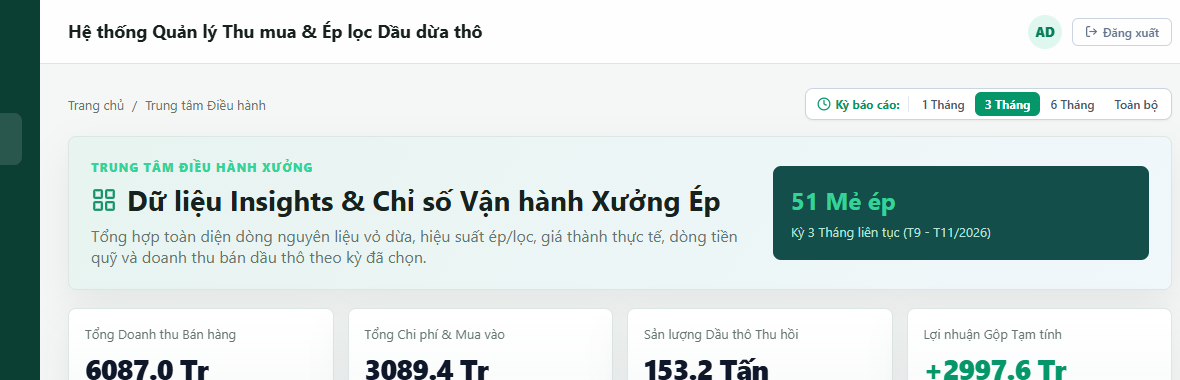 Hệ thống Quản lý Thu mua & Ép lọc Dầu dừa thô
AD
Đăng xuất
Trang chủ / Trung tâm Điều hành
Kỳ báo cáo: 1 Tháng 3 Tháng 6 Tháng Toàn bộ
TRUNG TÂM ĐIỀU HÀNH XƯỞNG
Dữ liệu Insights & Chỉ số Vận hành Xưởng Ép
Tổng hợp toàn diện dòng nguyên liệu vỏ dừa, hiệu suất ép/lọc, giá thành thực tế, dòng tiền
quỹ và doanh thu bán dầu thô theo kỳ đã chọn.
51 Mẻ ép
Kỳ 3 Tháng liên tục (T9 - T11/2026)
Tổng Doanh thu Bán hàng
6087.0 Tr
Tổng Chi phí & Mua vào
3089.4 Tr
Sản lượng Dầu thô Thu hồi
153.2 Tấn
Lợi nhuận Gộp Tạm tính
+2997.6 Tr